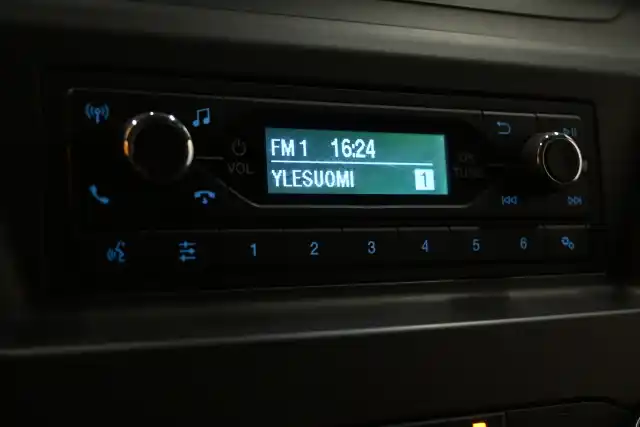 FM 1 16:24
YLESUOMI 1
VOL
TUNE
1 2 3 4 5 6